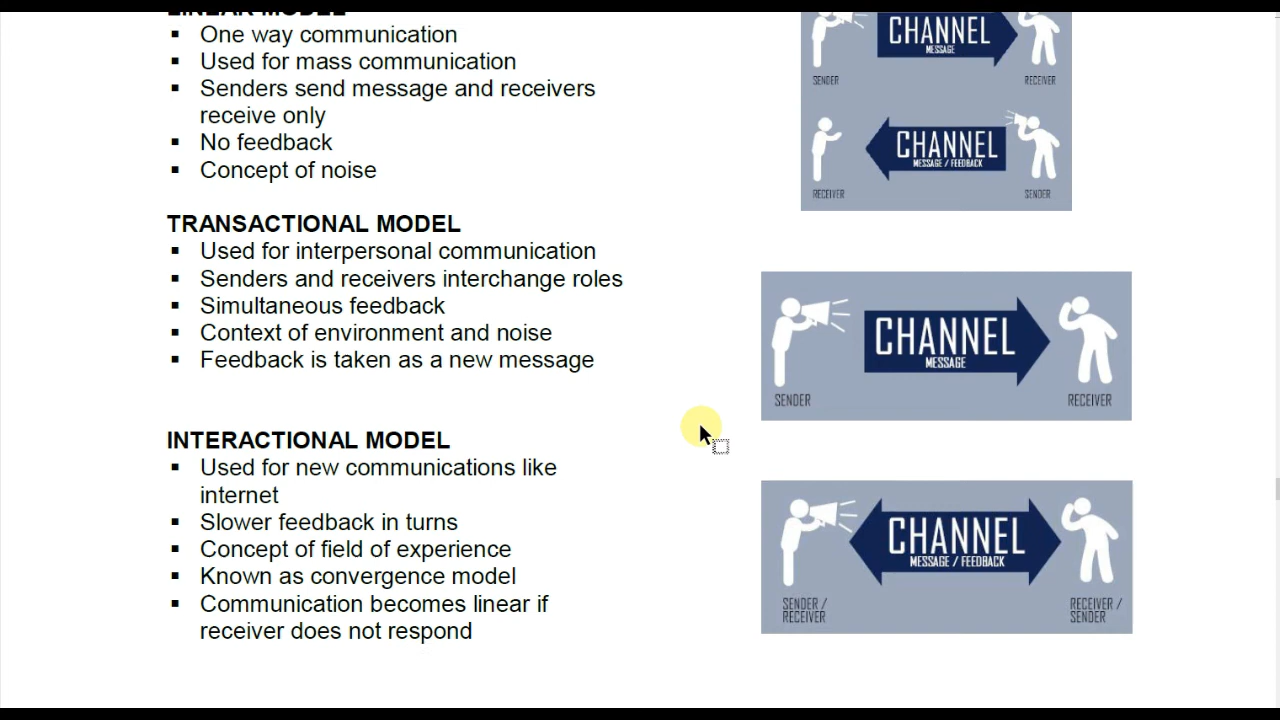 LINEAR MODEL
▪ One way communication
▪ Used for mass communication
▪ Senders send message and receivers
receive only
▪ No feedback
▪ Concept of noise
TRANSACTIONAL MODEL
▪ Used for interpersonal communication
▪ Senders and receivers interchange roles
▪ Simultaneous feedback
▪ Context of environment and noise
▪ Feedback is taken as a new message
INTERACTIONAL MODEL
▪ Used for new communications like
internet
▪ Slower feedback in turns
▪ Concept of field of experience
▪ Known as convergence model
▪ Communication becomes linear if
receiver does not respond
CHANNEL
MESSAGE
SENDER
RECEIVER
CHANNEL
MESSAGE / FEEDBACK
RECEIVER
SENDER
CHANNEL
MESSAGE
SENDER
RECEIVER
CHANNEL
MESSAGE / FEEDBACK
SENDER /
RECEIVER
RECEIVER /
SENDER